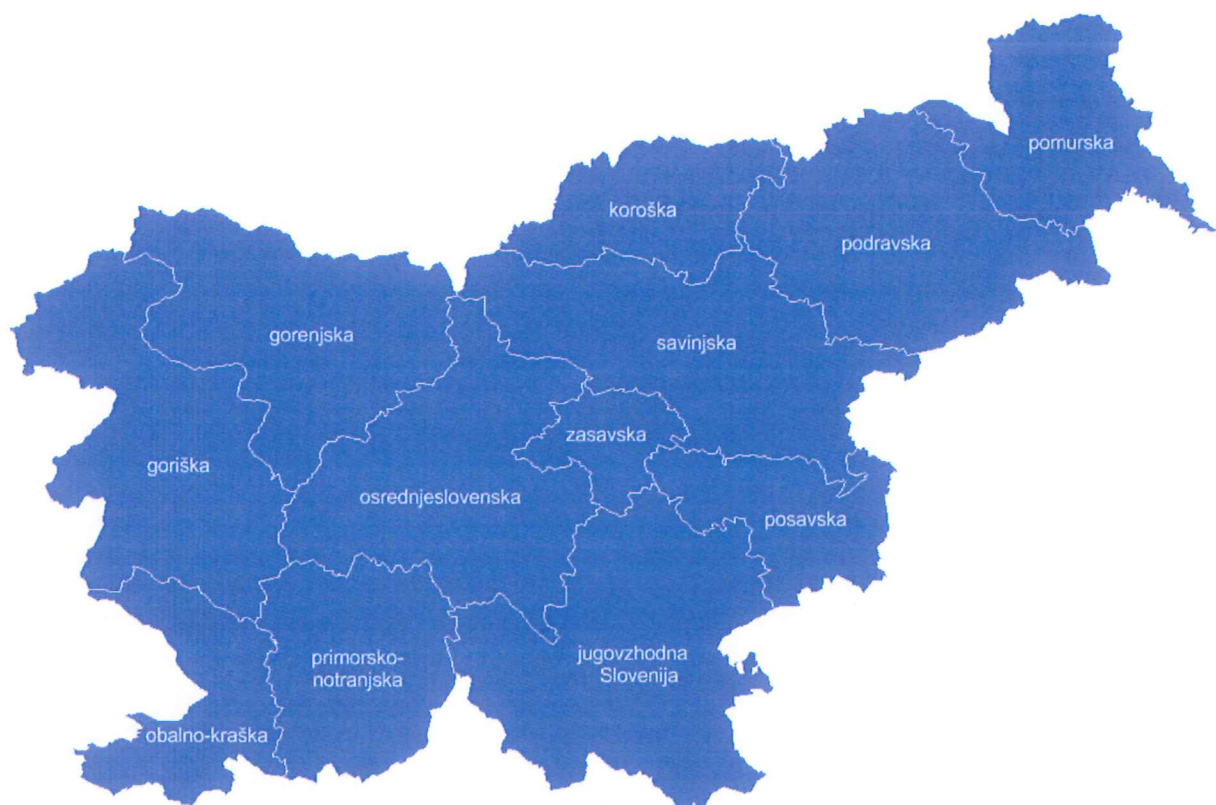 pomurska
koroška
podravska
gorenjska
savinjska
zasavska
goriška
osrednjeslovenska
posavska
primorsko-
notranjska
jugovzhodna
Slovenija
obalno-kraška